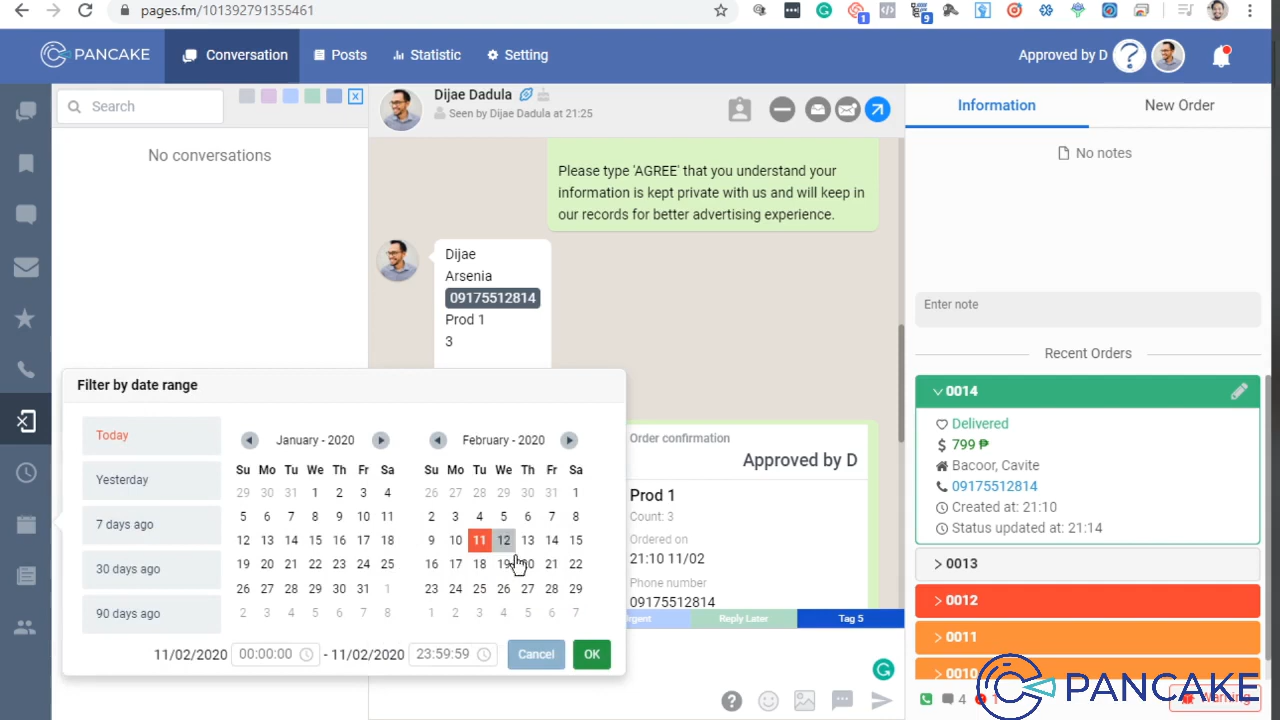 pages.fm/101392791355461
1
9
PANCAKE
Conversation
Posts
Statistic
Setting
Approved by D
?
Search
X
No conversations
Dijae Dadula
Seen by Dijae Dadula at 21:25
Please type 'AGREE' that you understand your
information is kept private with us and will keep in
our records for better advertising experience.
Dijae
Arsenia
09175512814
Prod 1
3
Order confirmation
Approved by D
Prod 1
Count: 3
Ordered on
21:10 11/02
Phone number
09175512814
Reply Later
Tag 5
Filter by date range
Today
Yesterday
7 days ago
30 days ago
90 days ago
January - 2020
Su Mo Tu We Th Fr Sa
29 30 31 1 2 3 4
5 6 7 8 9 10 11
12 13 14 15 16 17 18
19 20 21 22 23 24 25
26 27 28 29 30 31 1
2 3 4 5 6 7 8
February - 2020
Su Mo Tu We Th Fr Sa
26 27 28 29 30 31 1
2 3 4 5 6 7 8
9 10 11 12 13 14 15
16 17 18 19 20 21 22
23 24 25 26 27 28 29
1 2 3 4 5 6 7
11/02/2020 00:00:00 - 11/02/2020 23:59:59
Cancel
OK
Information
New Order
No notes
Enter note
Recent Orders
0014
Delivered
$ 799 ₱
Bacoor, Cavite
09175512814
Created at: 21:10
Status updated at: 21:14
0013
0012
0011
0010
4
1
Warning
PANCAKE